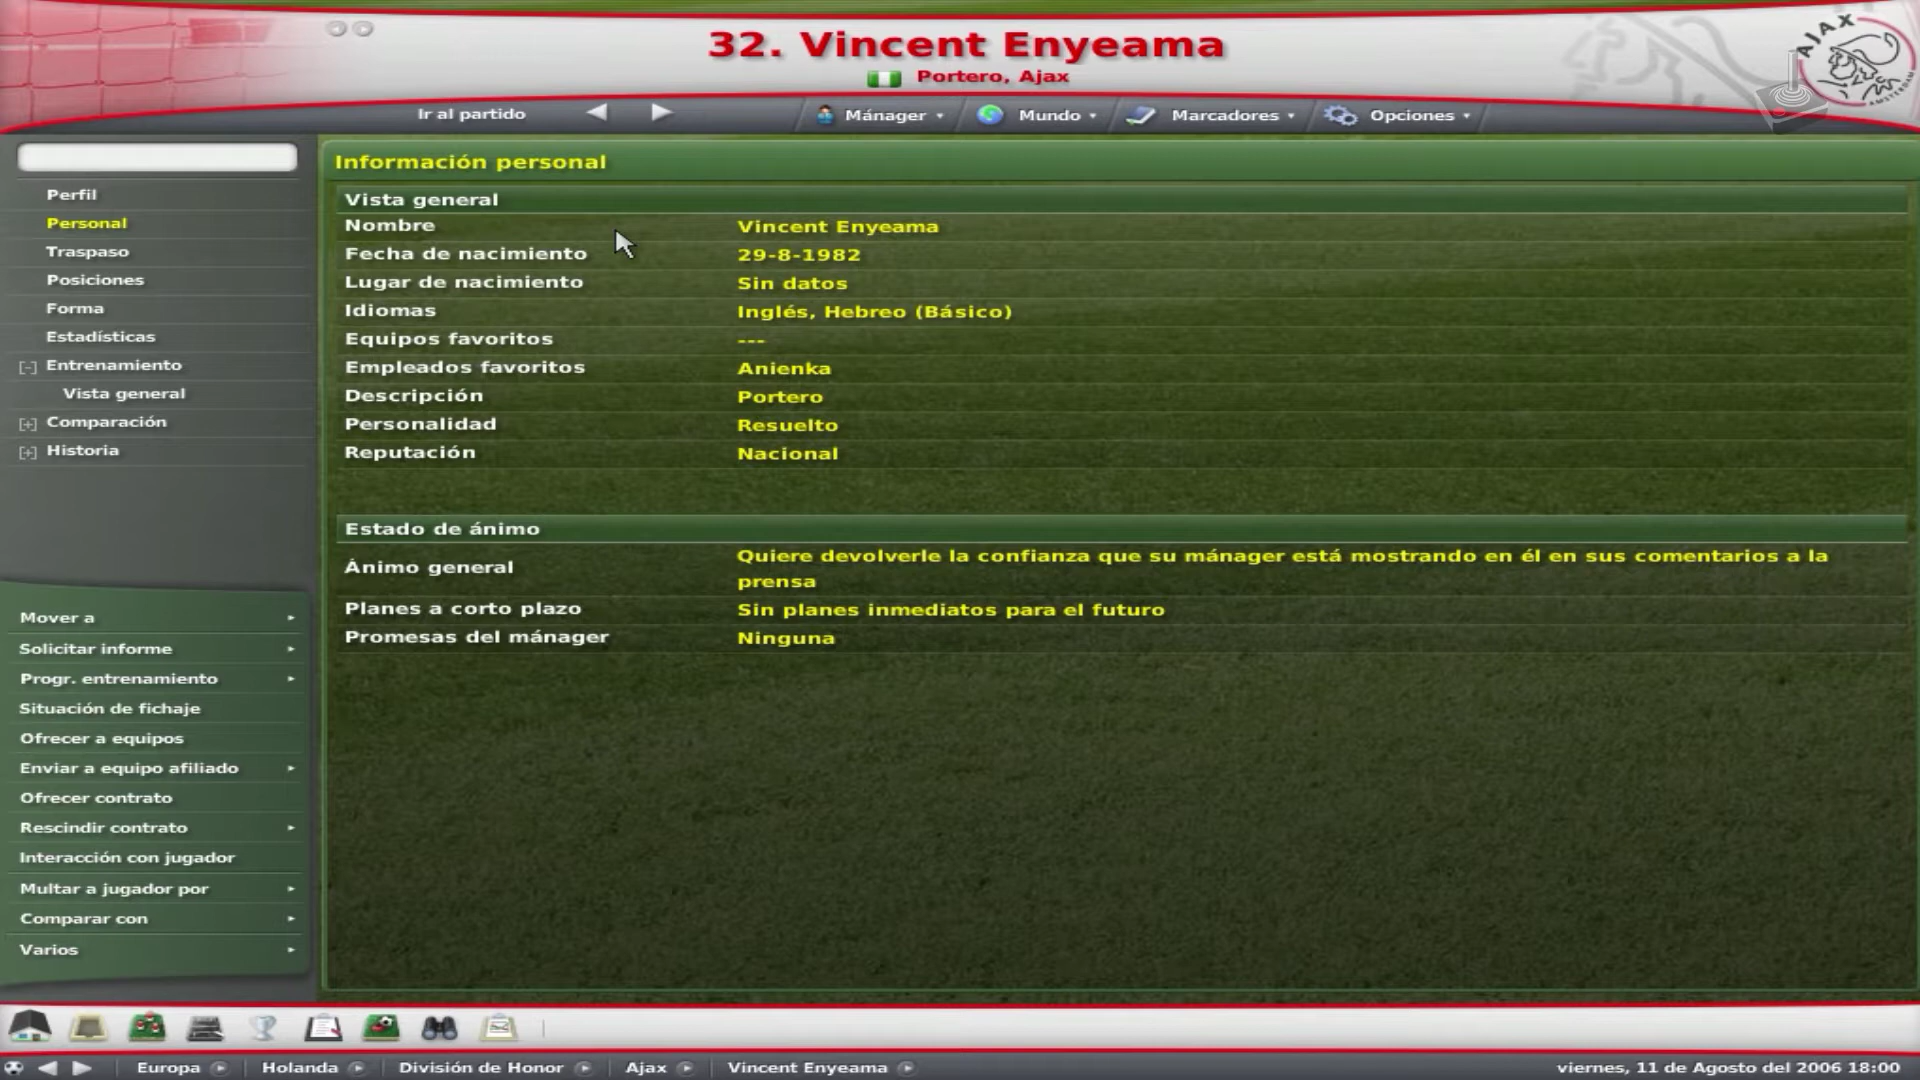 32. Vincent Enyeama
Portero, Ajax
AJAX
AMSTERDAM
Ir al partido
Mánager
Mundo
Marcadores
Opciones
Perfil
Personal
Traspaso
Posiciones
Forma
Estadísticas
[-] Entrenamiento
Vista general
[+] Comparación
[+] Historia
Información personal
Vista general
Nombre Vincent Enyeama
Fecha de nacimiento 29-8-1982
Lugar de nacimiento Sin datos
Idiomas Inglés, Hebreo (Básico)
Equipos favoritos ---
Empleados favoritos Anienka
Descripción Portero
Personalidad Resuelto
Reputación Nacional
Estado de ánimo
Ánimo general Quiere devolverle la confianza que su mánager está mostrando en él en sus comentarios a la
prensa
Planes a corto plazo Sin planes inmediatos para el futuro
Promesas del mánager Ninguna
Mover a
Solicitar informe
Progr. entrenamiento
Situación de fichaje
Ofrecer a equipos
Enviar a equipo afiliado
Ofrecer contrato
Rescindir contrato
Interacción con jugador
Multar a jugador por
Comparar con
Varios
Europa
Holanda
División de Honor
Ajax
Vincent Enyeama
viernes, 11 de Agosto del 2006 18:00